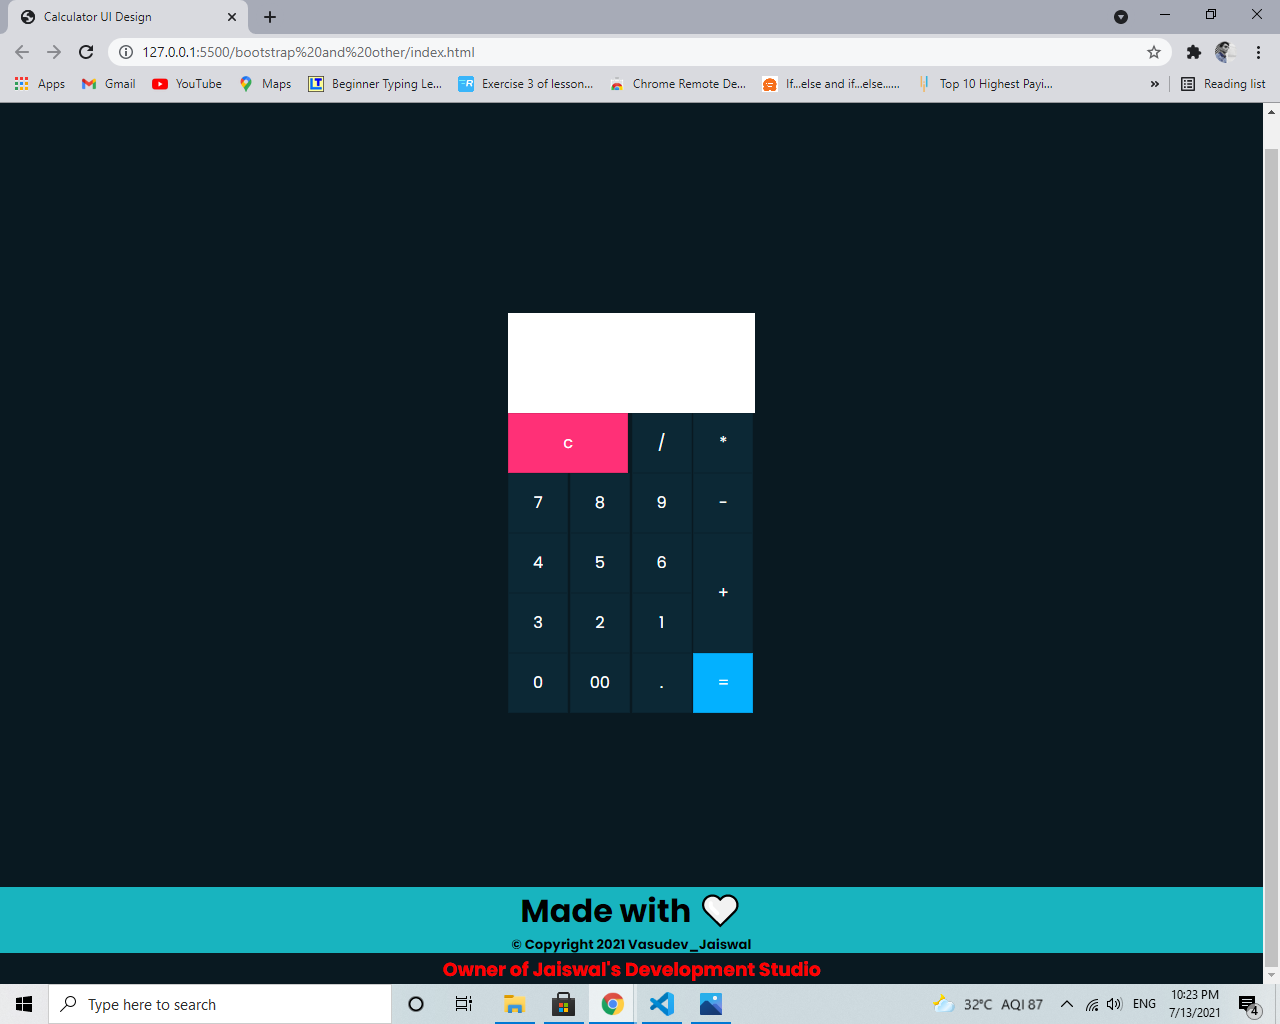 Calculator UI Design
127.0.0.1:5500/bootstrap%20and%20other/index.html
Apps Gmail YouTube Maps Beginner Typing Le... Exercise 3 of lesson... Chrome Remote De... If...else and if...else...... Top 10 Highest Payi... » Reading list
c / *
7 8 9 -
4 5 6
+
3 2 1
0 00 . =
Made with
© Copyright 2021 Vasudev_Jaiswal
Owner of Jaiswal's Development Studio
Type here to search
32°C AQI 87
ENG
10:23 PM
7/13/2021
4